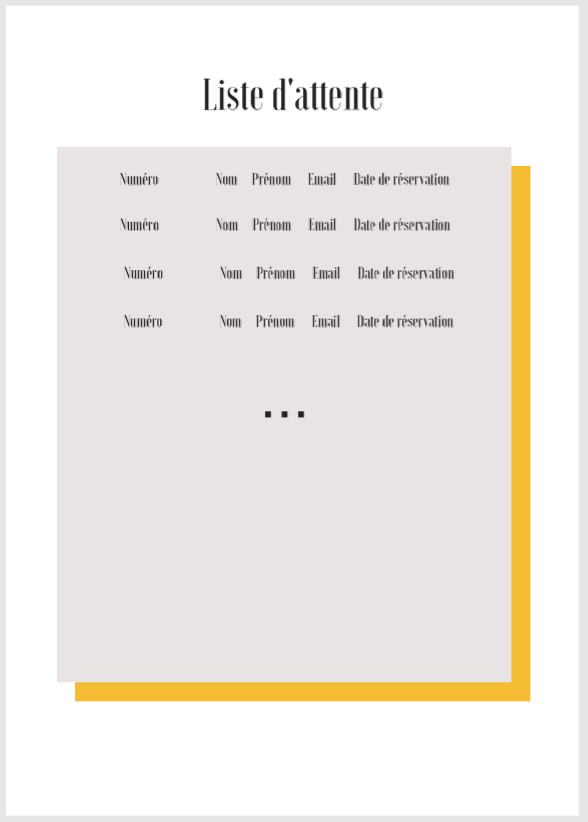 Liste d'attente
Numéro Nom Prénom Email Date de réservation
Numéro Nom Prénom Email Date de réservation
Numéro Nom Prénom Email Date de réservation
Numéro Nom Prénom Email Date de réservation
...